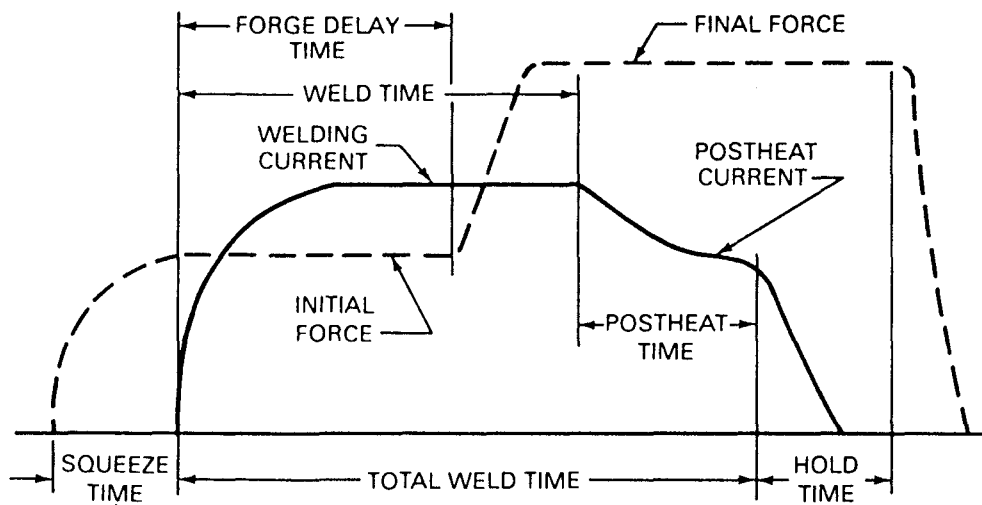 FORGE DELAY
TIME
FINAL FORCE
WELD TIME
WELDING
CURRENT
POSTHEAT
CURRENT
INITIAL
FORCE
POSTHEAT
TIME
SQUEEZE
TIME
TOTAL WELD TIME
HOLD
TIME